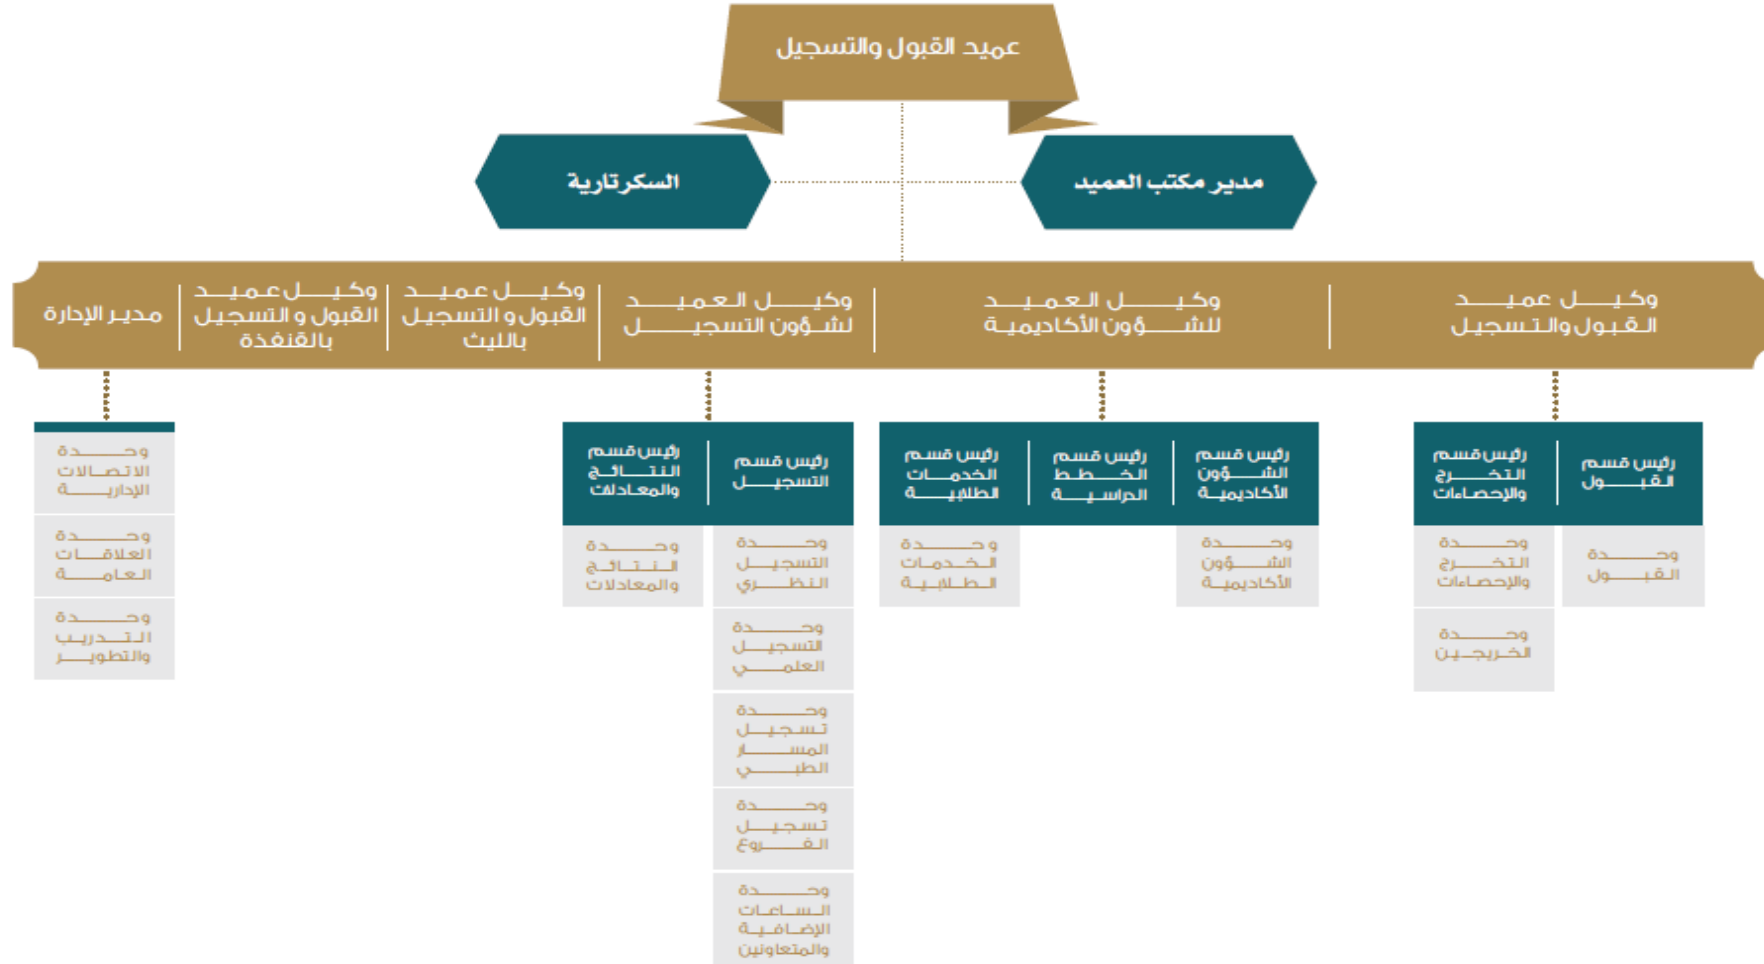 عميد القبول والتسجيل
مدير مكتب العميد
السكرتارية
وكيل عميد
القبول والتسجيل
وكيل العميد
للشؤون الأكاديمية
وكيل العميد
لشؤون التسجيل
وكيل عميد
القبول و التسجيل
بالليث
وكيل عميد
القبول و التسجيل
بالقنفذة
مدير الإدارة
رئيس قسم
القبول
رئيس قسم
التخرج
والإحصاءات
رئيس قسم
الشؤون
الأكاديمية
رئيس قسم
الخطط
الدراسية
رئيس قسم
الخدمات
الطلابية
رئيس قسم
التسجيل
رئيس قسم
النتائج
والمعادلات
وحدة
القبول
وحدة
التخرج
والإحصاءات
وحدة
الخريجين
وحدة
الشؤون
الأكاديمية
وحدة
الخدمات
الطلابية
وحدة
التسجيل
النظري
وحدة
التسجيل
العلمي
وحدة
تسجيل
المسار
الطبي
وحدة
تسجيل
الفروع
وحدة
الساعات
الإضافية
والمتعاونين
وحدة
النتائج
والمعادلات
وحدة
الاتصالات
الإدارية
وحدة
العلاقات
العامة
وحدة
التدريب
والتطوير